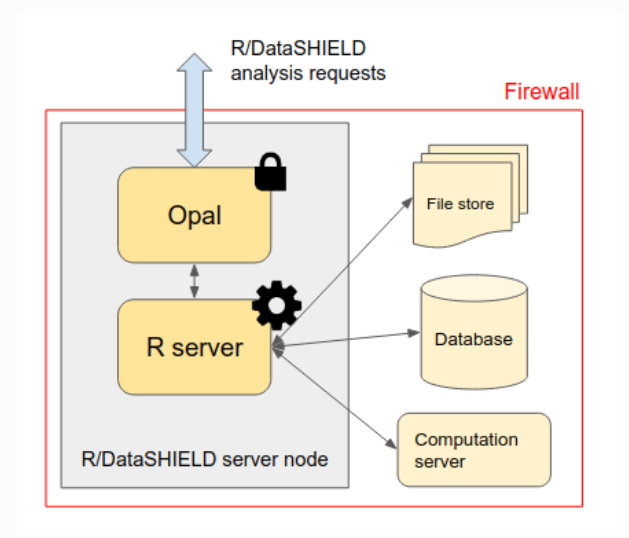 R/DataSHIELD
analysis requests
Firewall
Opal
File store
R server
Database
Computation
server
R/DataSHIELD server node